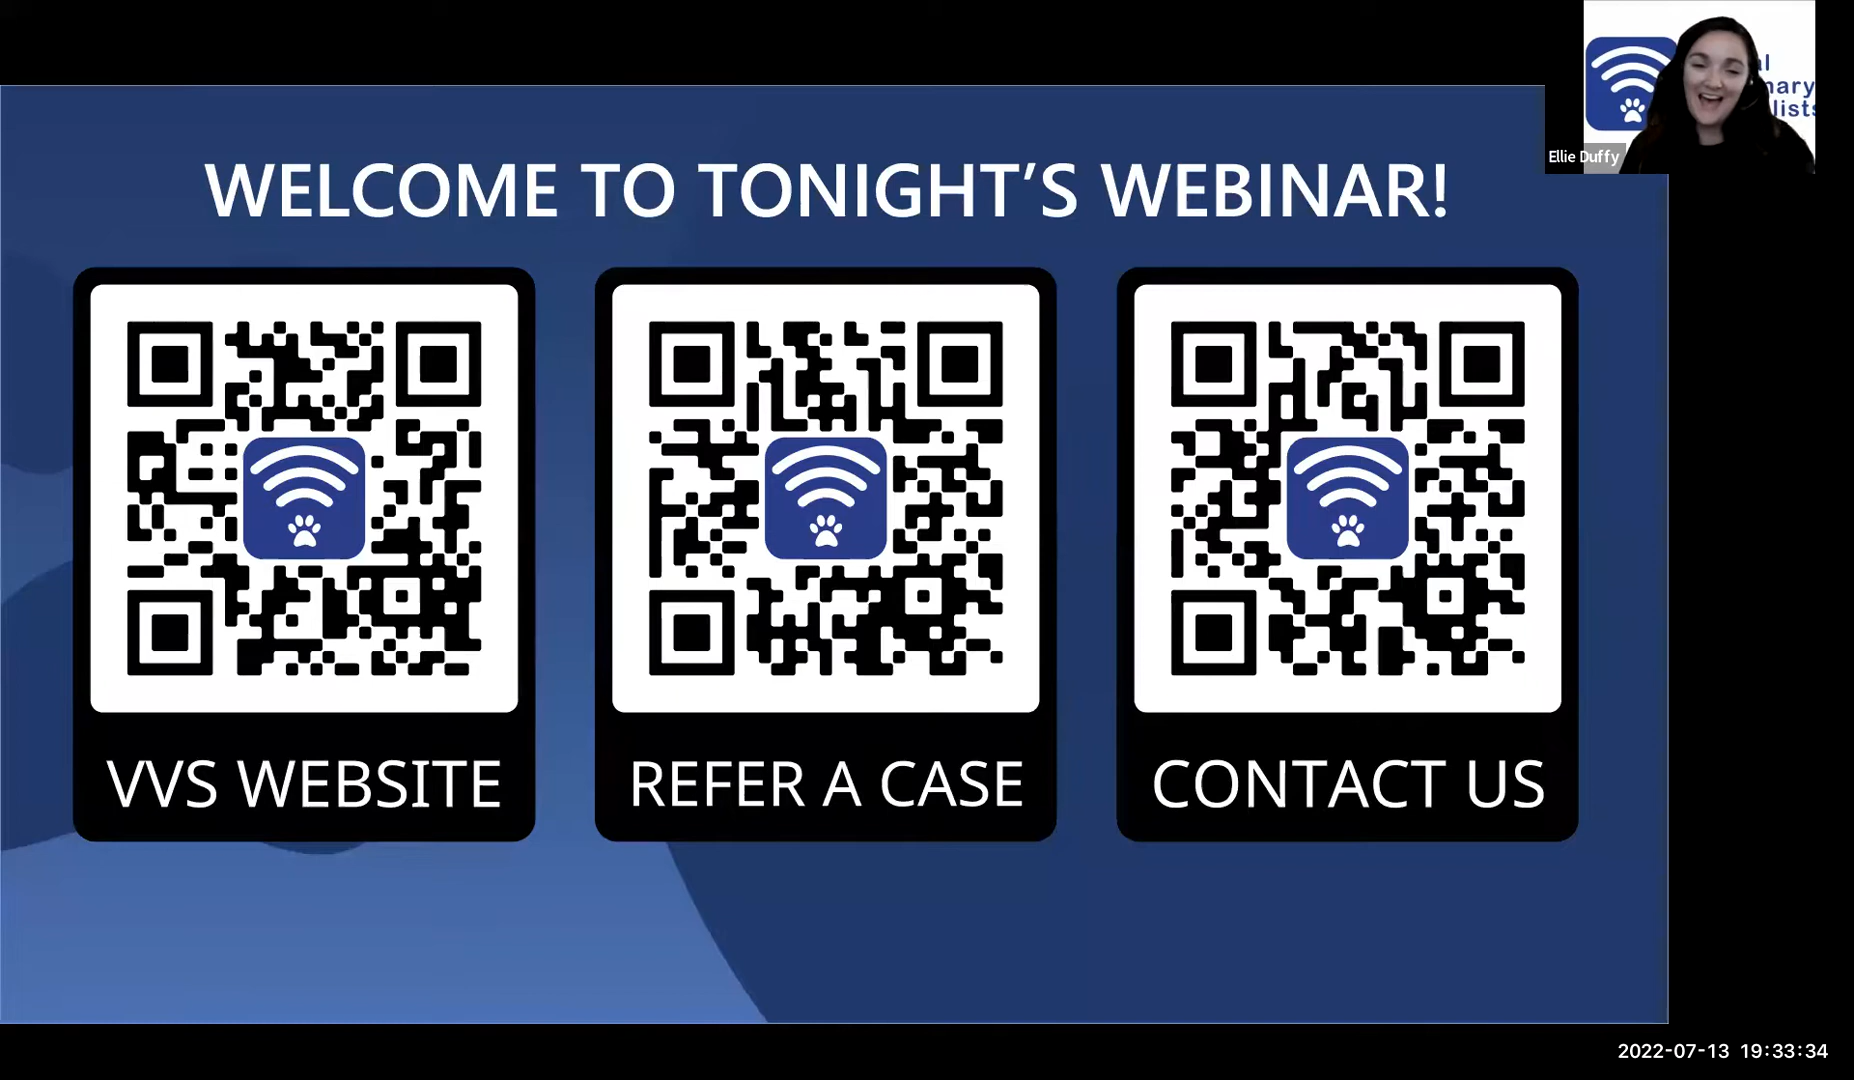 WELCOME TO TONIGHT’S WEBINAR!
VVS WEBSITE
REFER A CASE
CONTACT US
Ellie Duffy
2022-07-13 19:33:34